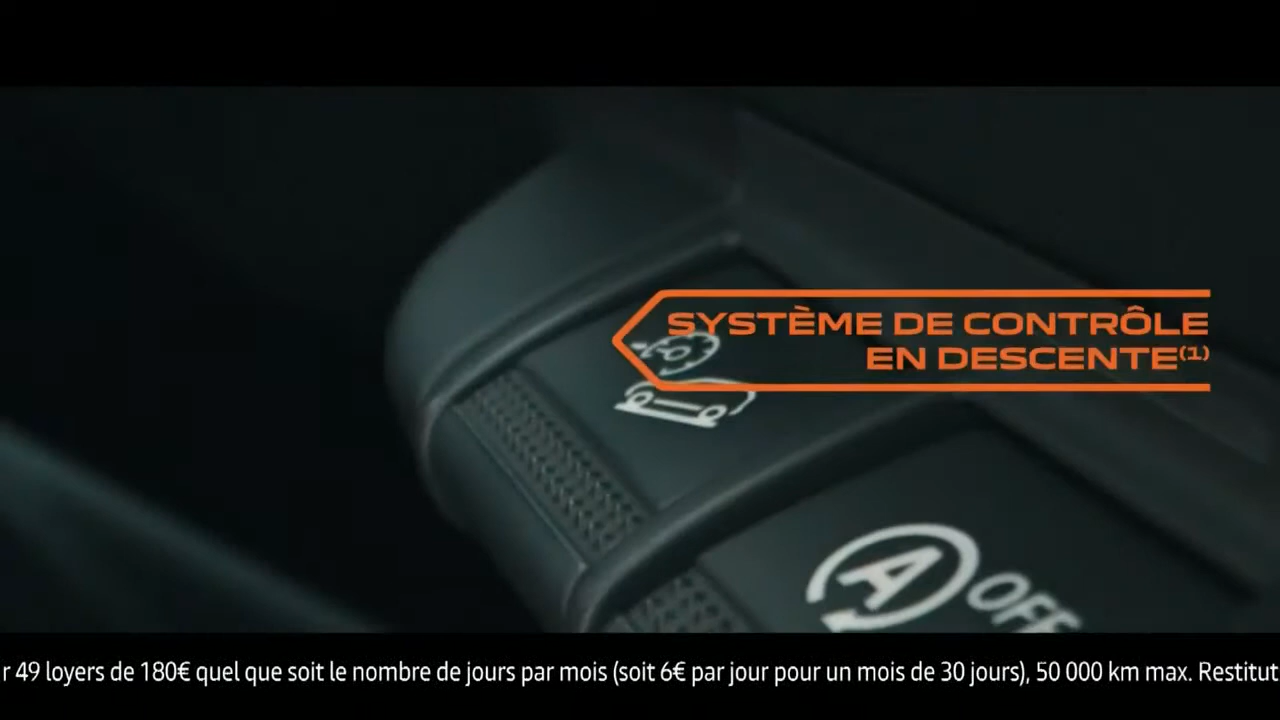 SYSTÈME DE CONTRÔLE
EN DESCENTE(1)
A OFF
r 49 loyers de 180€ quel que soit le nombre de jours par mois (soit 6€ par jour pour un mois de 30 jours), 50 000 km max. Restitut